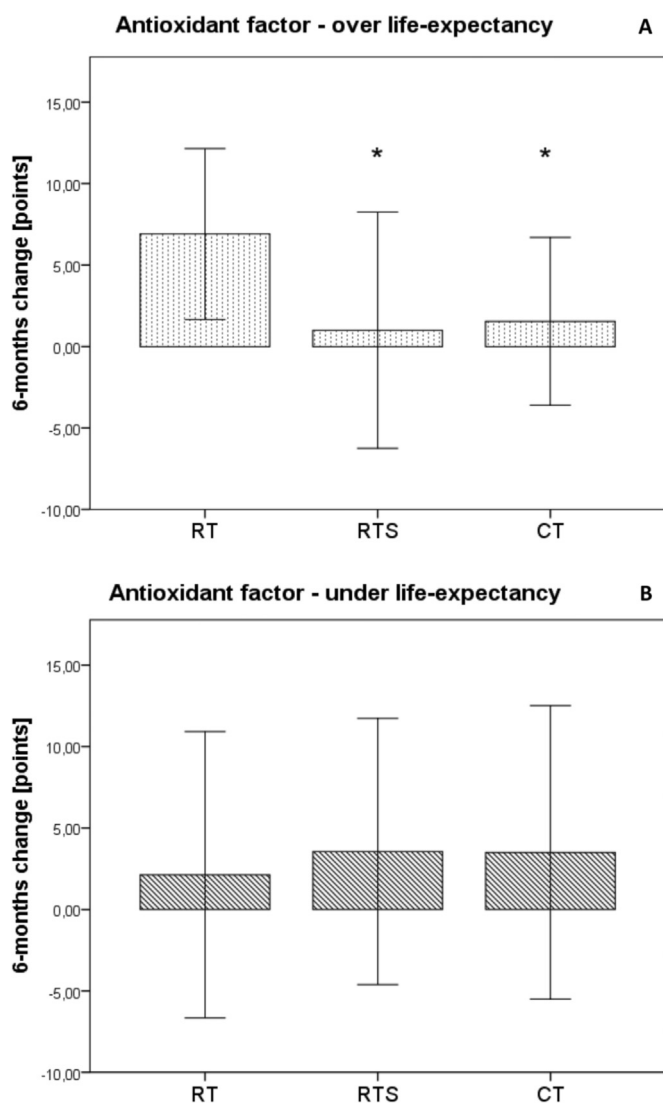 Antioxidant factor - over life-expectancy A
15,00
10,00
5,00
0,00
-5,00
-10,00
6-months change [points]
* *
RT RTS CT
Antioxidant factor - under life-expectancy B
15,00
10,00
5,00
0,00
-5,00
-10,00
6-months change [points]
RT RTS CT